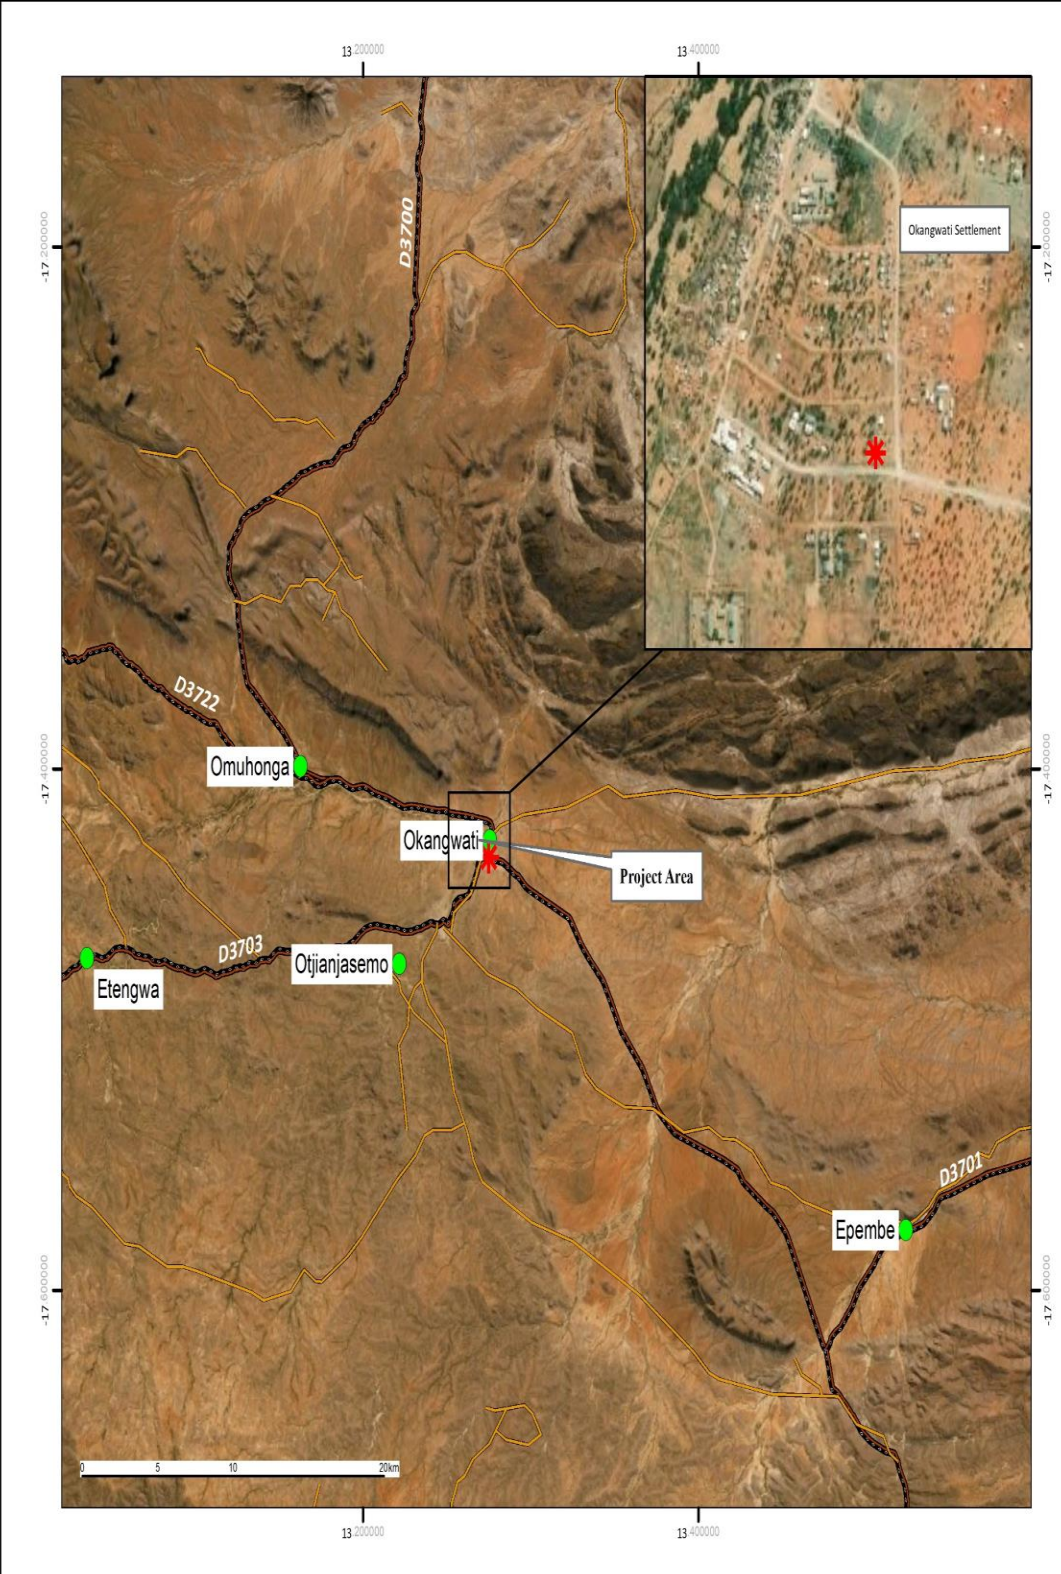 13.200000
13.400000
-17.200000
-17.200000
Okangwati Settlement
D3700
D3722
Omuhonga
-17.400000
-17.400000
Okangwati
Project Area
D3703
Otjianjasemo
Etengwa
D3701
Epembe
-17.600000
-17.600000
0 5 10 20km
13.200000
13.400000